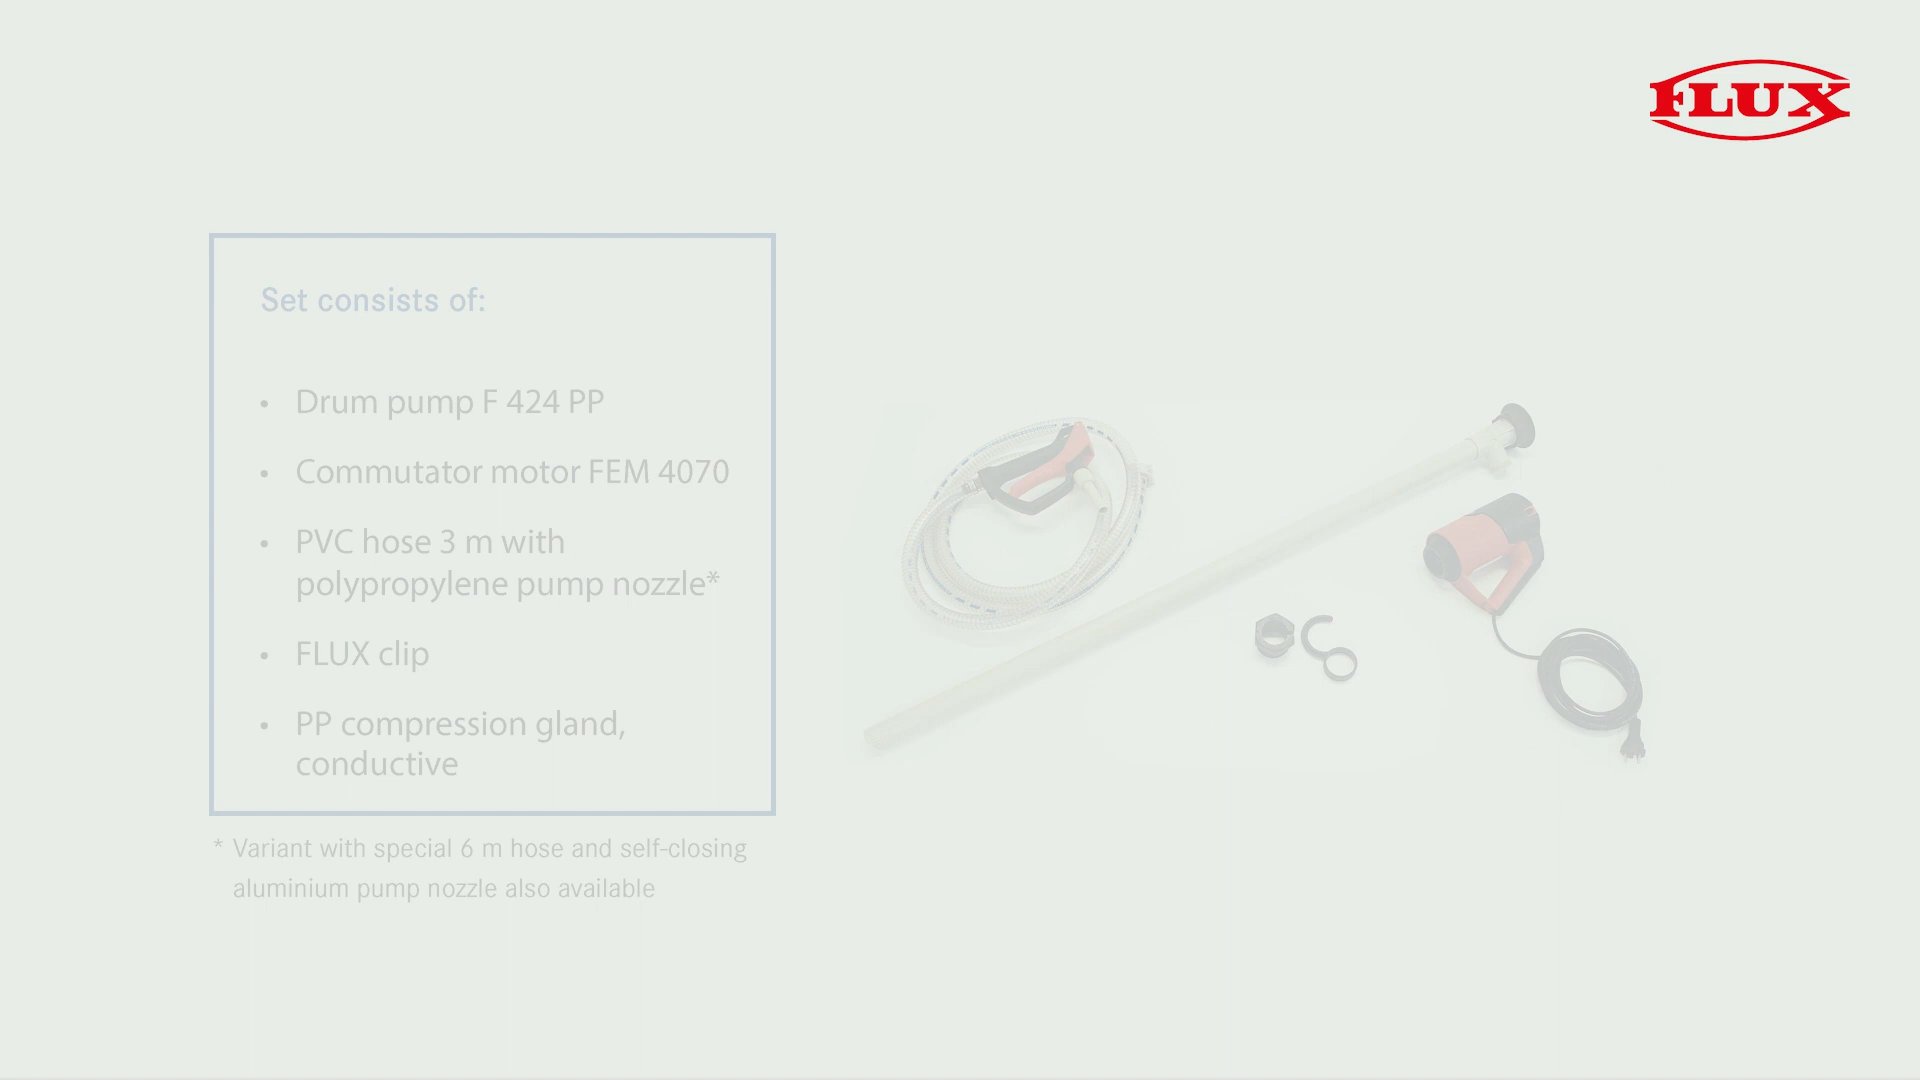 FLUX
Set consists of:
• Drum pump F 424 PP
• Commutator motor FEM 4070
• PVC hose 3 m with
polypropylene pump nozzle*
• FLUX clip
• PP compression gland,
conductive
* Variant with special 6 m hose and self-closing
aluminium pump nozzle also available